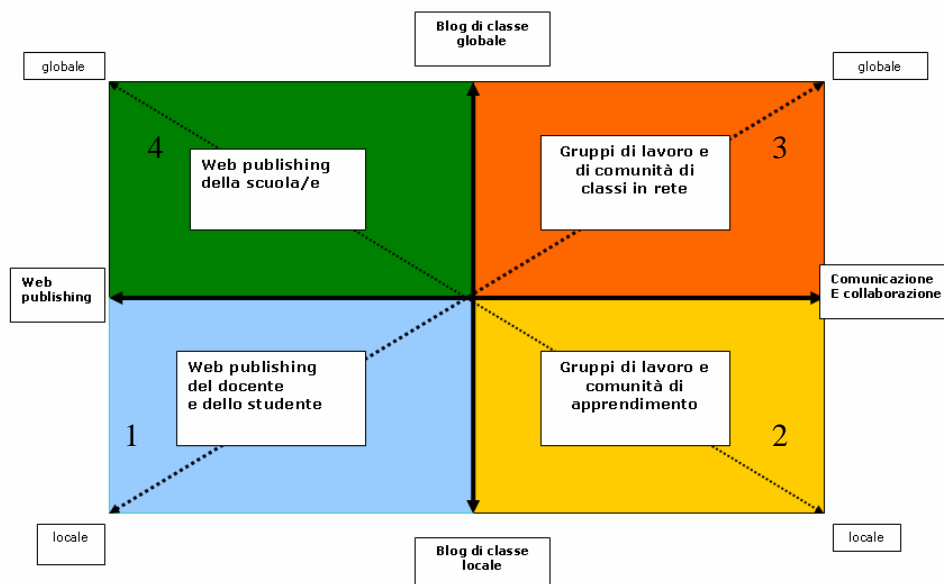 Blog di classe
globale
globale
globale
4
3
Web publishing
della scuola/e
Gruppi di lavoro e
di comunità di
classi in rete
Web
publishing
Comunicazione
E collaborazione
Web publishing
del docente
e dello studente
Gruppi di lavoro e
comunità di
apprendimento
1
2
locale
locale
Blog di classe
locale